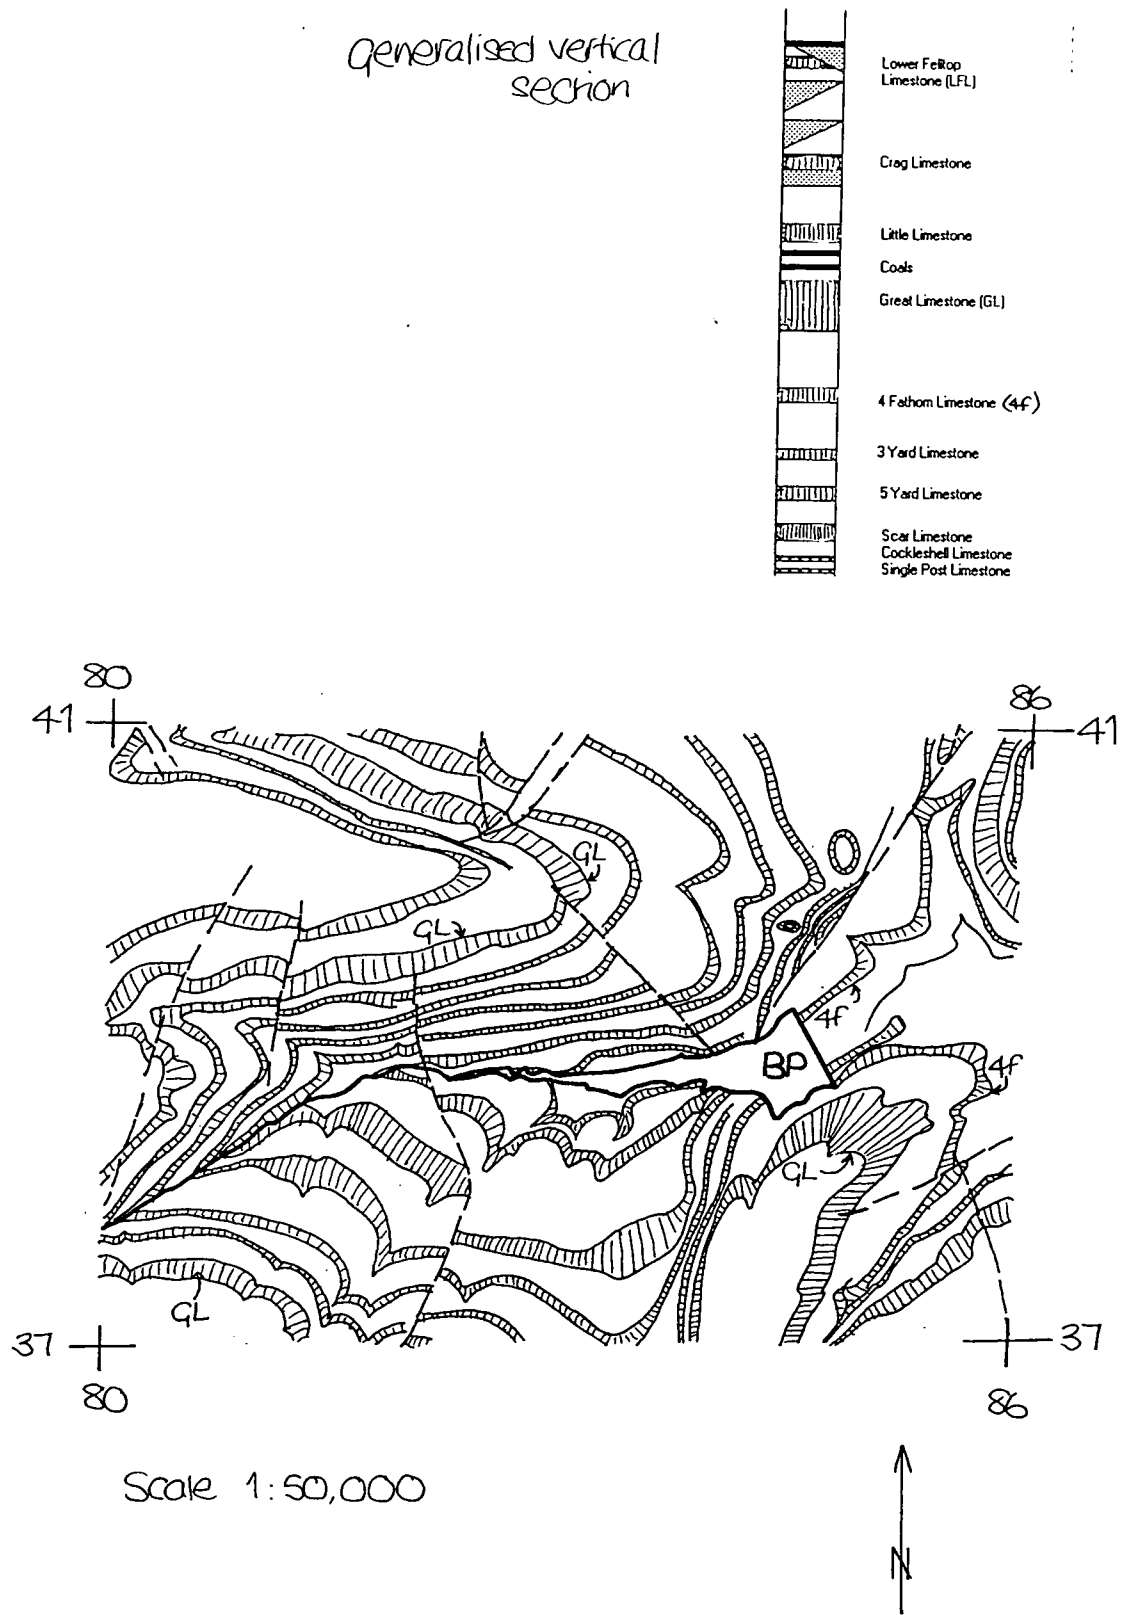 Generalised vertical
section
Lower Felltop
Limestone (LFL)
Crag Limestone
Little Limestone
Coals
Great Limestone (GL)
4 Fathom Limestone (4f)
3 Yard Limestone
5 Yard Limestone
Scar Limestone
Cockleshell Limestone
Single Post Limestone
80
86
41
41
GL
GL
4f
BP
4f
GL
GL
37
37
80
86
Scale 1:50,000
N